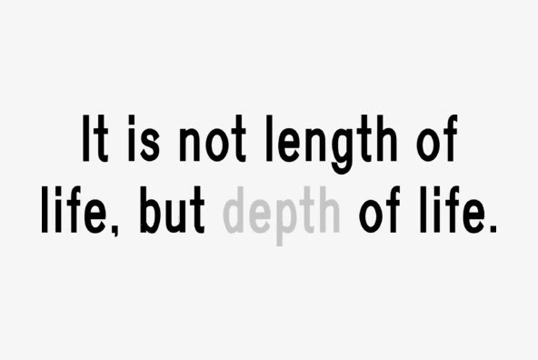 It is not length of
life, but depth of life.